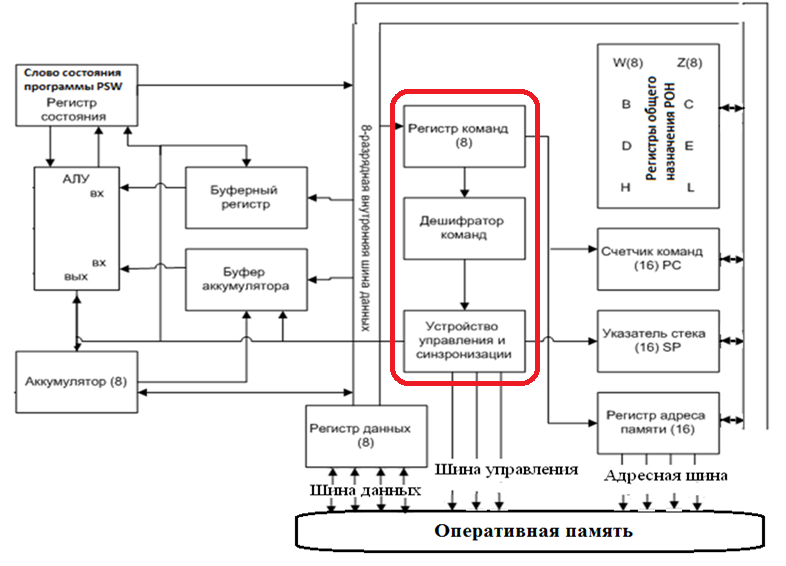 Слово состояния
программы PSW
Регистр
состояния
АЛУ
вх
вх
вых
Буферный
регистр
Буфер
аккумулятора
Аккумулятор (8)
8-разрядная внутренняя шина данных
Регистр команд
(8)
Дешифратор
команд
Устройство
управления и
синхронизации
Регистр данных
(8)
W(8) Z(8)
B C
D E
H L
Регистры общего
назначения РОН
Счетчик команд
(16) PC
Указатель стека
(16) SP
Регистр адреса
памяти (16)
Шина данных
Шина управления
Адресная шина
Оперативная память